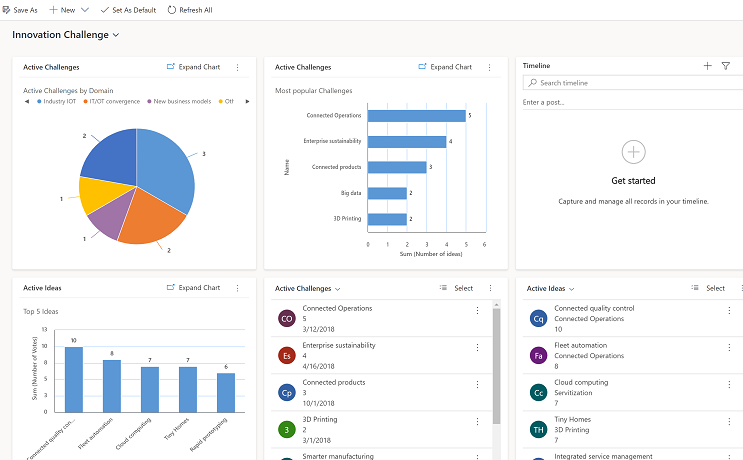 Save As New Set As Default Refresh All
Innovation Challenge
Active Challenges Expand Chart
Active Challenges by Domain
Industry IOT IT/OT convergence New business models Oth
2
3
1
1
2
Active Challenges Expand Chart
Most popular Challenges
Name
Connected Operations 5
Enterprise sustainability 4
Connected products 3
Big data 2
3D Printing 2
0 1 2 3 4 5 6
Sum (Number of ideas)
Timeline
Search timeline
Enter a post...
Get started
Capture and manage all records in your timeline.
Active Ideas Expand Chart
Top 5 Ideas
Sum (Number of Votes)
13
10
8
5
3
0
10
8
7
7
6
Connected quality con...
Fleet automation
Cloud computing
Tiny Homes
Rapid prototyping
Active Challenges Select
CO
Connected Operations
5
3/12/2018
Es
Enterprise sustainability
4
4/16/2018
Cp
Connected products
3
10/1/2018
3
3D Printing
2
3/1/2018
Smarter manufacturing
Active Ideas Select
Cq
Connected quality control
Connected Operations
10
Fa
Fleet automation
Connected Operations
8
Cc
Cloud computing
Servitization
7
TH
Tiny Homes
3D Printing
7
Integrated service management